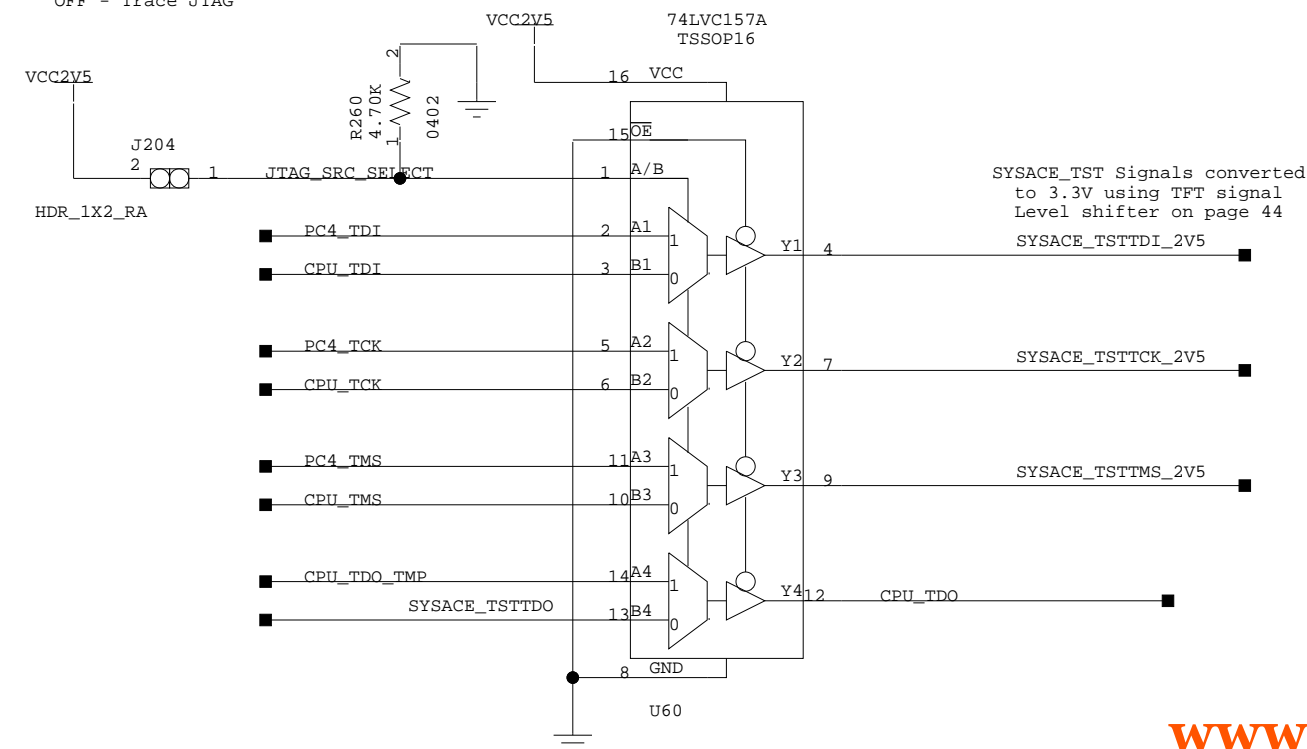 OFF - Trace JTAG
VCC2V5
74LVC157A
TSSOP16
VCC2V5
16 VCC
2
R260
4.70K
0402
1
15 OE
J204
2
1
JTAG_SRC_SELECT
1 A/B
HDR_1X2_RA
SYSACE_TST Signals converted
to 3.3V using TFT signal
Level shifter on page 44
PC4_TDI 2 A1 1
Y1 4 SYSACE_TSTTDI_2V5
CPU_TDI 3 B1 0
PC4_TCK 5 A2 1
Y2 7 SYSACE_TSTTCK_2V5
CPU_TCK 6 B2 0
PC4_TMS 11 A3 1
Y3 9 SYSACE_TSTTMS_2V5
CPU_TMS 10 B3 0
CPU_TDO_TMP 14 A4 1
Y4 12 CPU_TDO
SYSACE_TSTTDO 13 B4 0
8 GND
U60
www